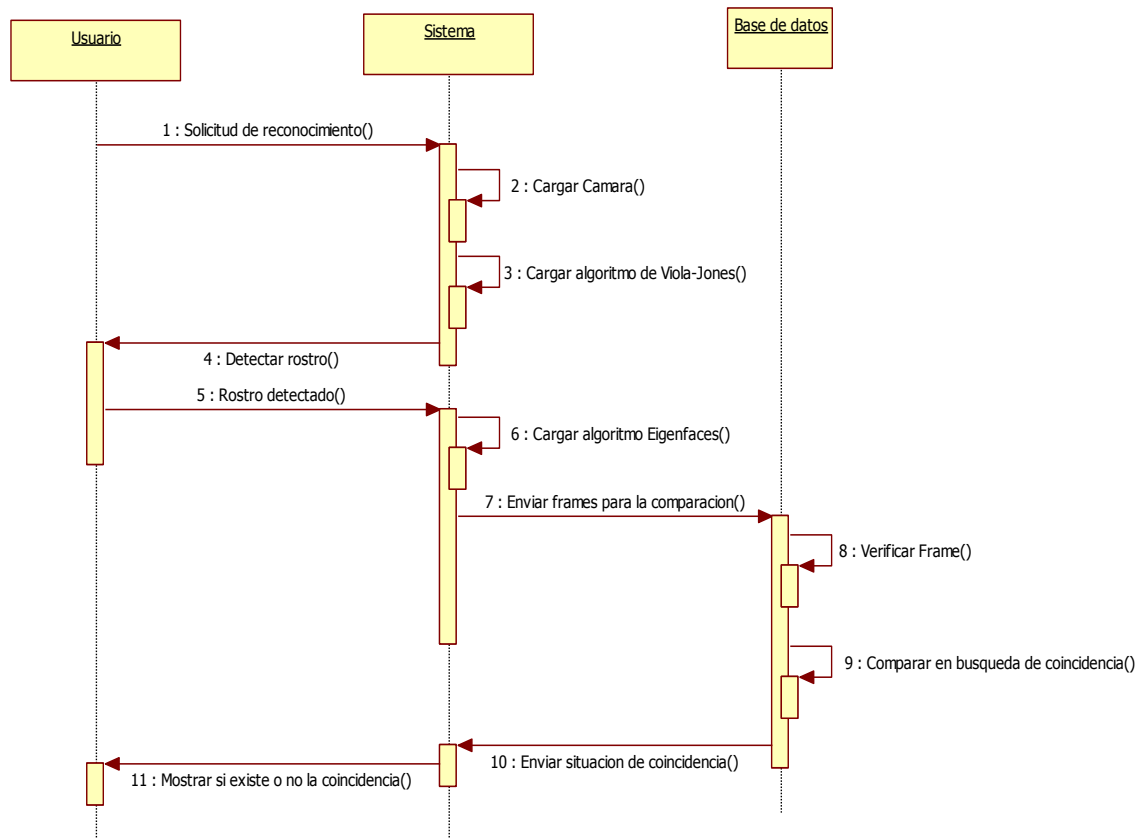 Usuario
Sistema
Base de datos
1 : Solicitud de reconocimiento()
2 : Cargar Camara()
3 : Cargar algoritmo de Viola-Jones()
4 : Detectar rostro()
5 : Rostro detectado()
6 : Cargar algoritmo Eigenfaces()
7 : Enviar frames para la comparacion()
8 : Verificar Frame()
9 : Comparar en busqueda de coincidencia()
10 : Enviar situacion de coincidencia()
11 : Mostrar si existe o no la coincidencia()